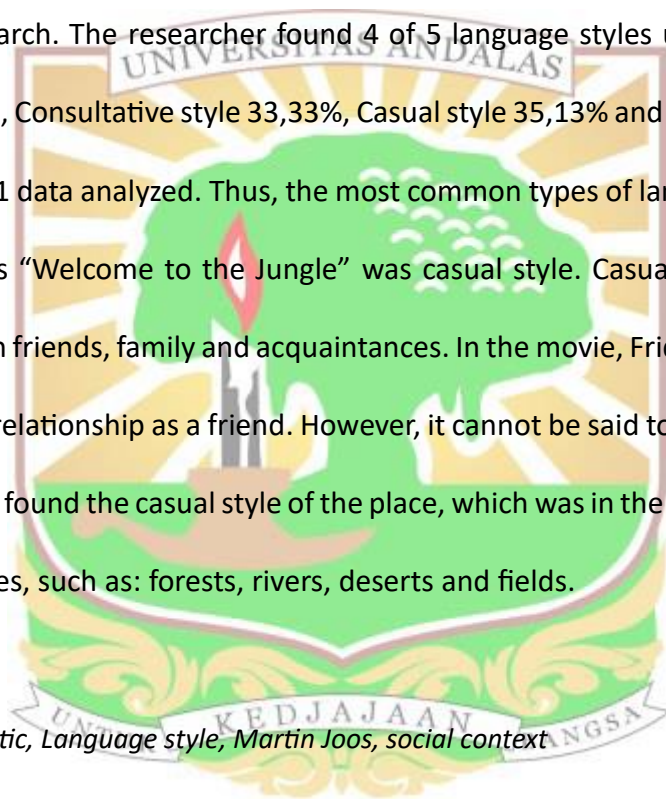 arch. The researcher found 4 of 5 language styles u
UNIVERSITAS ANDALAS
, Consultative style 33,33%, Casual style 35,13% and
1 data analyzed. Thus, the most common types of lan
s “Welcome to the Jungle” was casual style. Casua
n friends, family and acquaintances. In the movie, Frie
relationship as a friend. However, it cannot be said to
found the casual style of the place, which was in the
es, such as: forests, rivers, deserts and fields.
UNTUK KEDJAJAAN BANGSA
tic, Language style, Martin Joos, social context